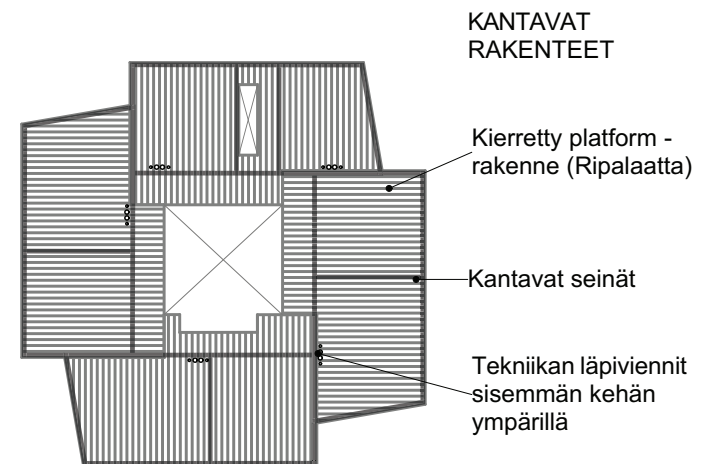 KANTAVAT
RAKENTEET
Kierretty platform -
rakenne (Ripalaatta)
Kantavat seinät
Tekniikan läpiviennit
sisemmän kehän
ympärillä